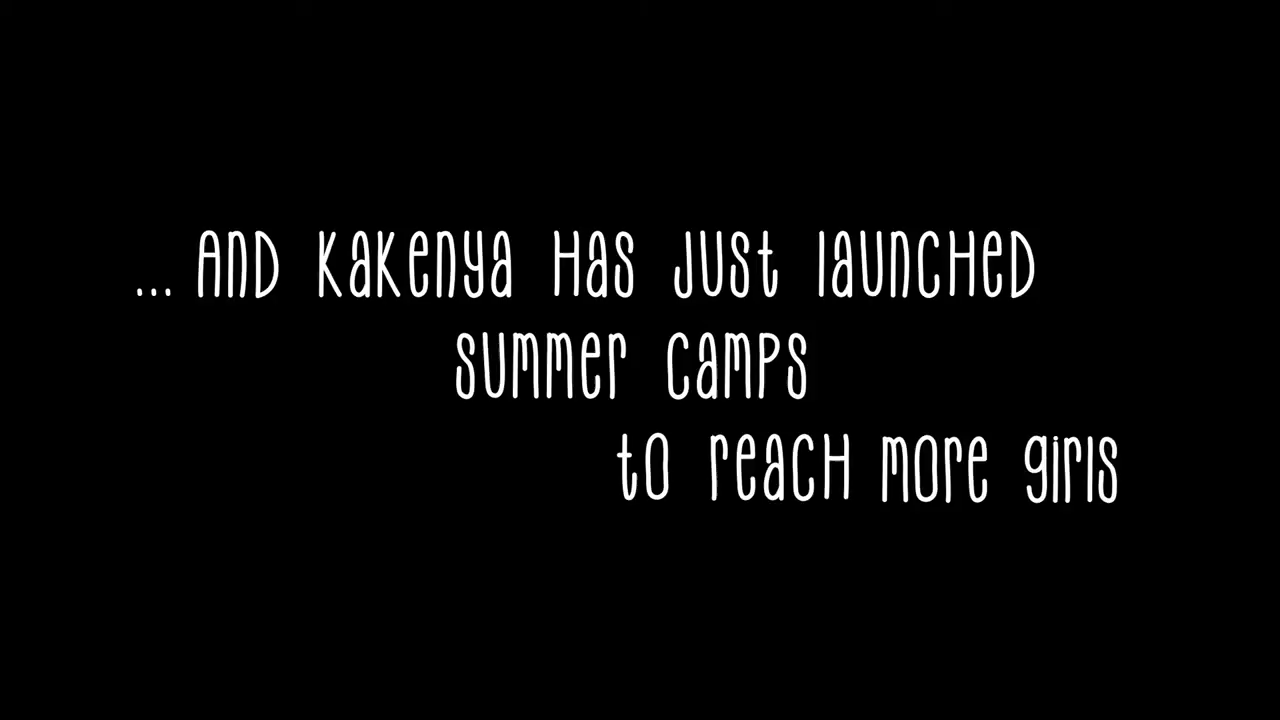 ... AND KAKENYA HAS JUST LAUNCHED
SUMMER CAMPS
TO REACH MORE GIRLS